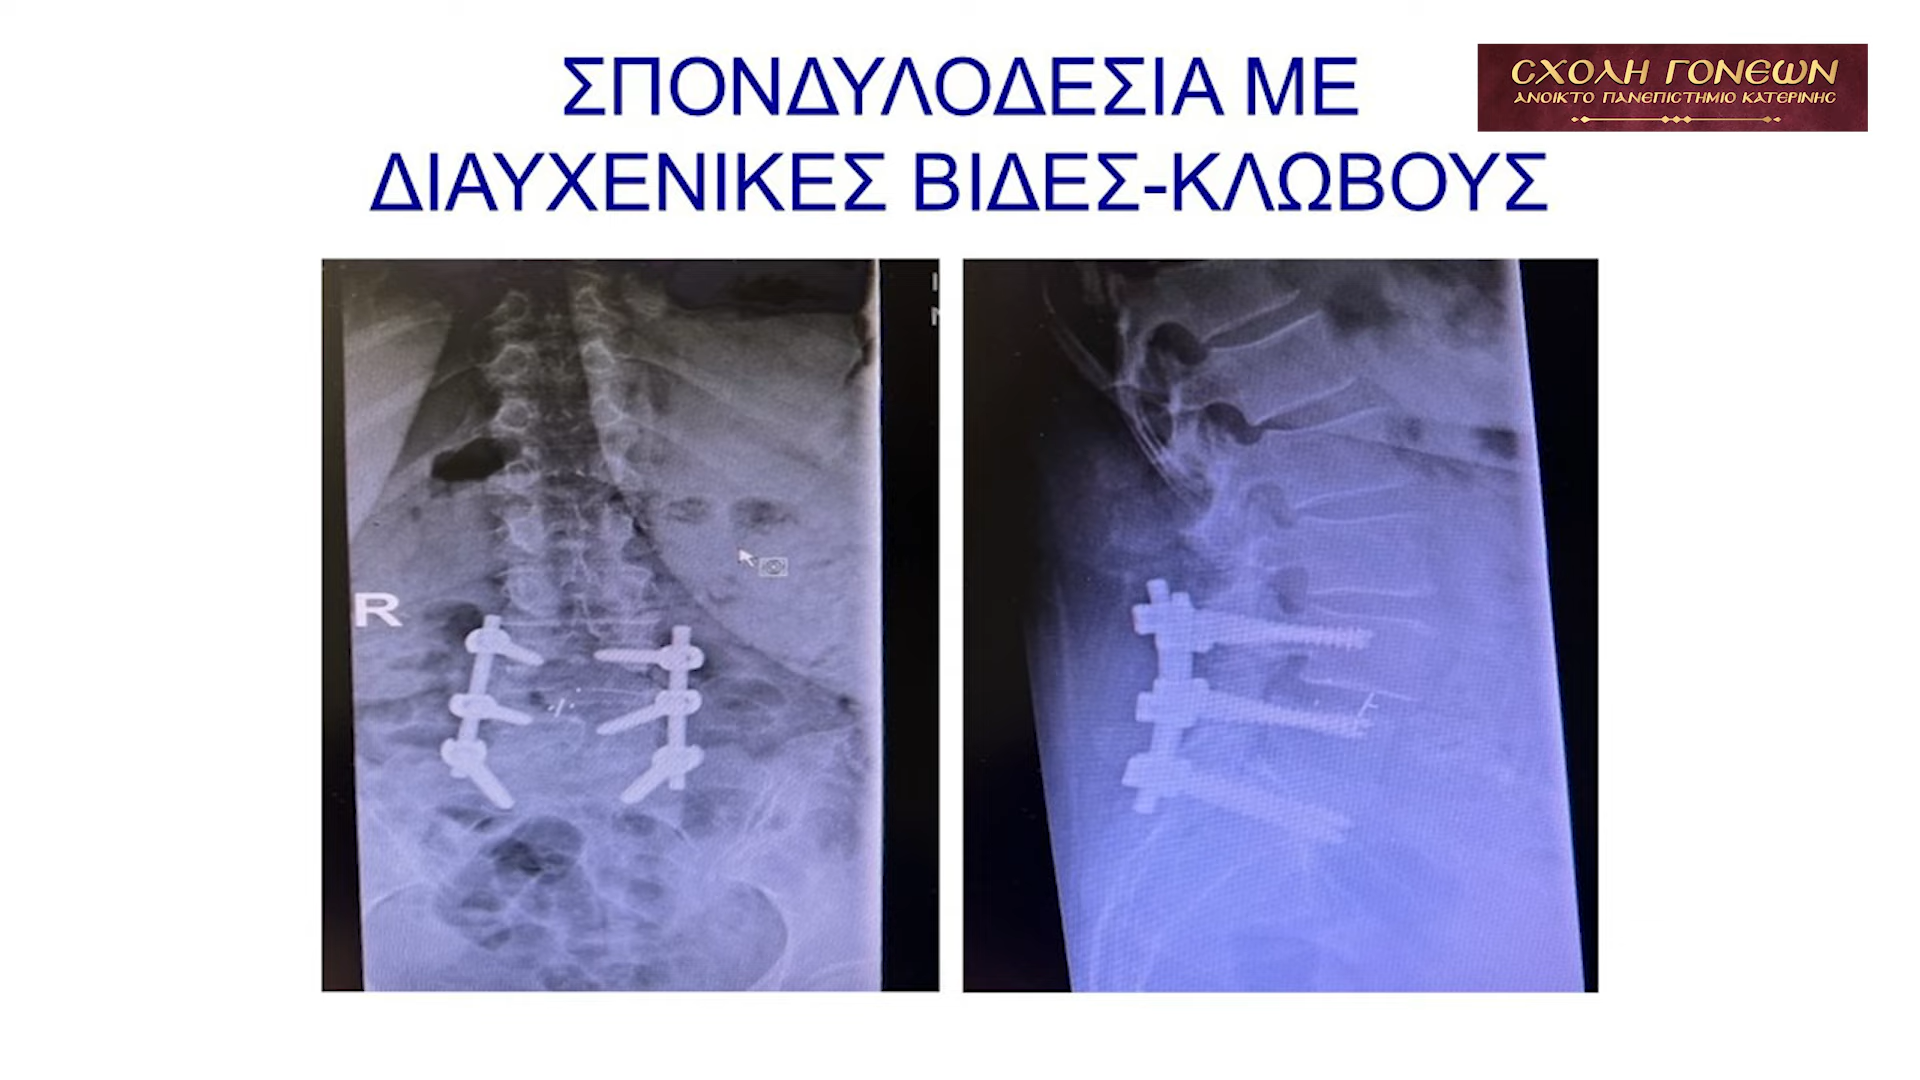 ΣΠΟΝΔΥΛΟΔΕΣΙΑ ΜΕ
ΔΙΑΥΧΕΝΙΚΕΣ ΒΙΔΕΣ-ΚΛΩΒΟΥΣ
ΣΧΟΛΗ ΓΟΝΕΩΝ
ΑΝΟΙΚΤΟ ΠΑΝΕΠΙΣΤΗΜΙΟ ΚΑΤΕΡΙΝΗΣ
R